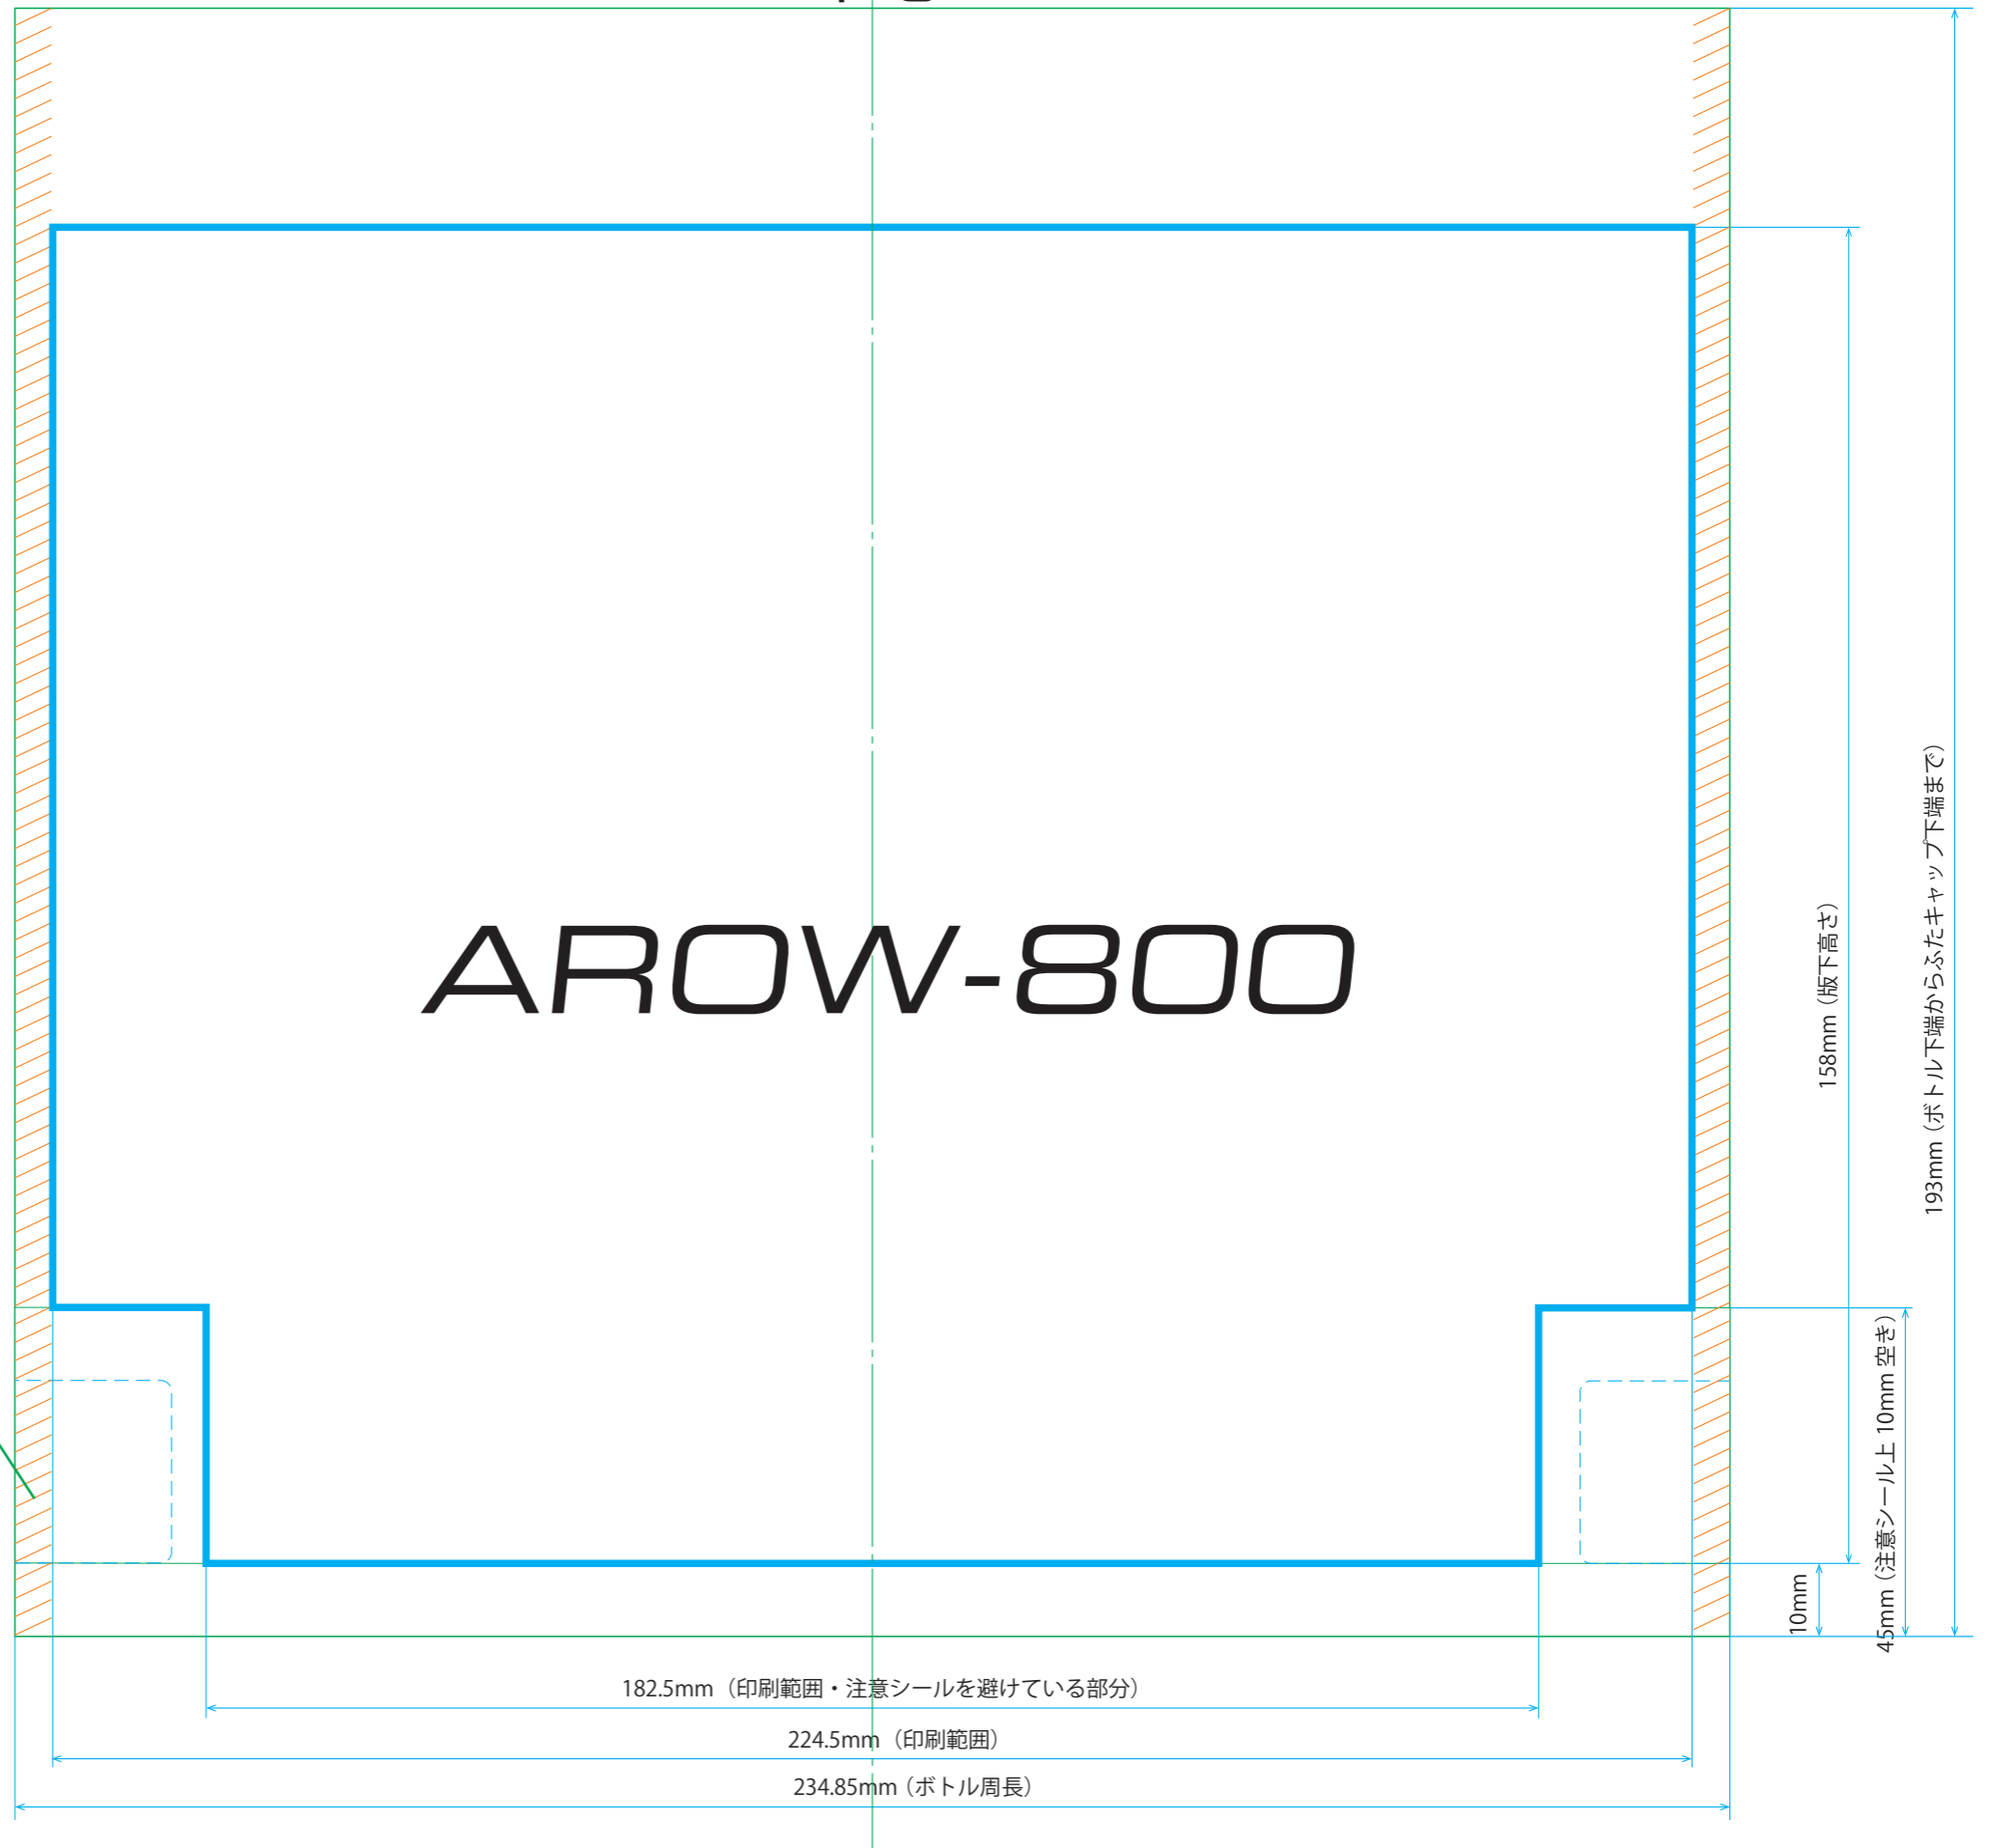 AROW-800
158mm（版下高さ）
193mm（ボトル下端からふたキャップ下端まで）
10mm
45mm（注意シール上 10mm 空き）
182.5mm（印刷範囲・注意シールを避けている部分）
224.5mm（印刷範囲）
234.85mm（ボトル周長）